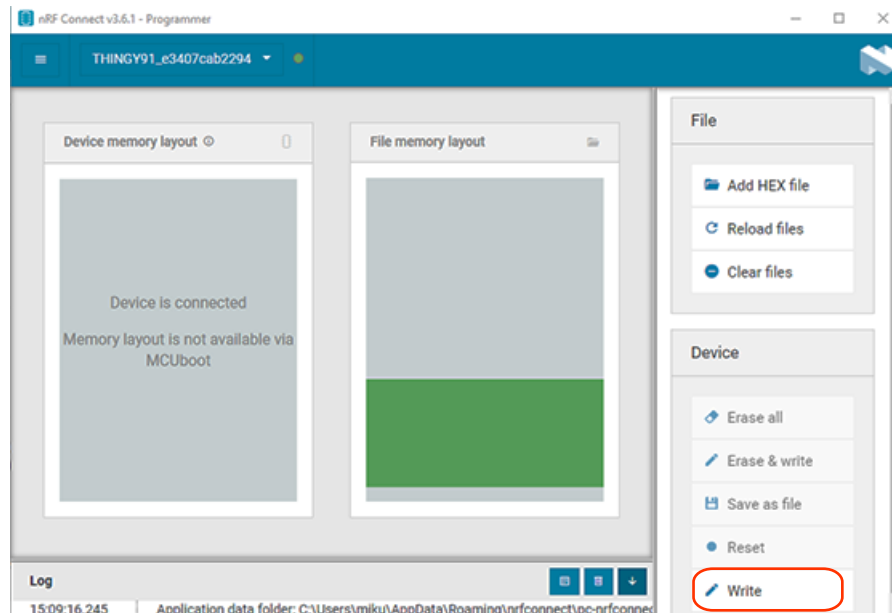 nRF Connect v3.6.1 - Programmer
THINGY91_e3407cab2294
Device memory layout
Device is connected
Memory layout is not available via
MCUboot
File memory layout
File
Add HEX file
Reload files
Clear files
Device
Erase all
Erase & write
Save as file
Reset
Write
Log
15:09:16.245 Application data folder: C:\Users\miku\AppData\Roaming\nrfconnect\pc-nrfconnec